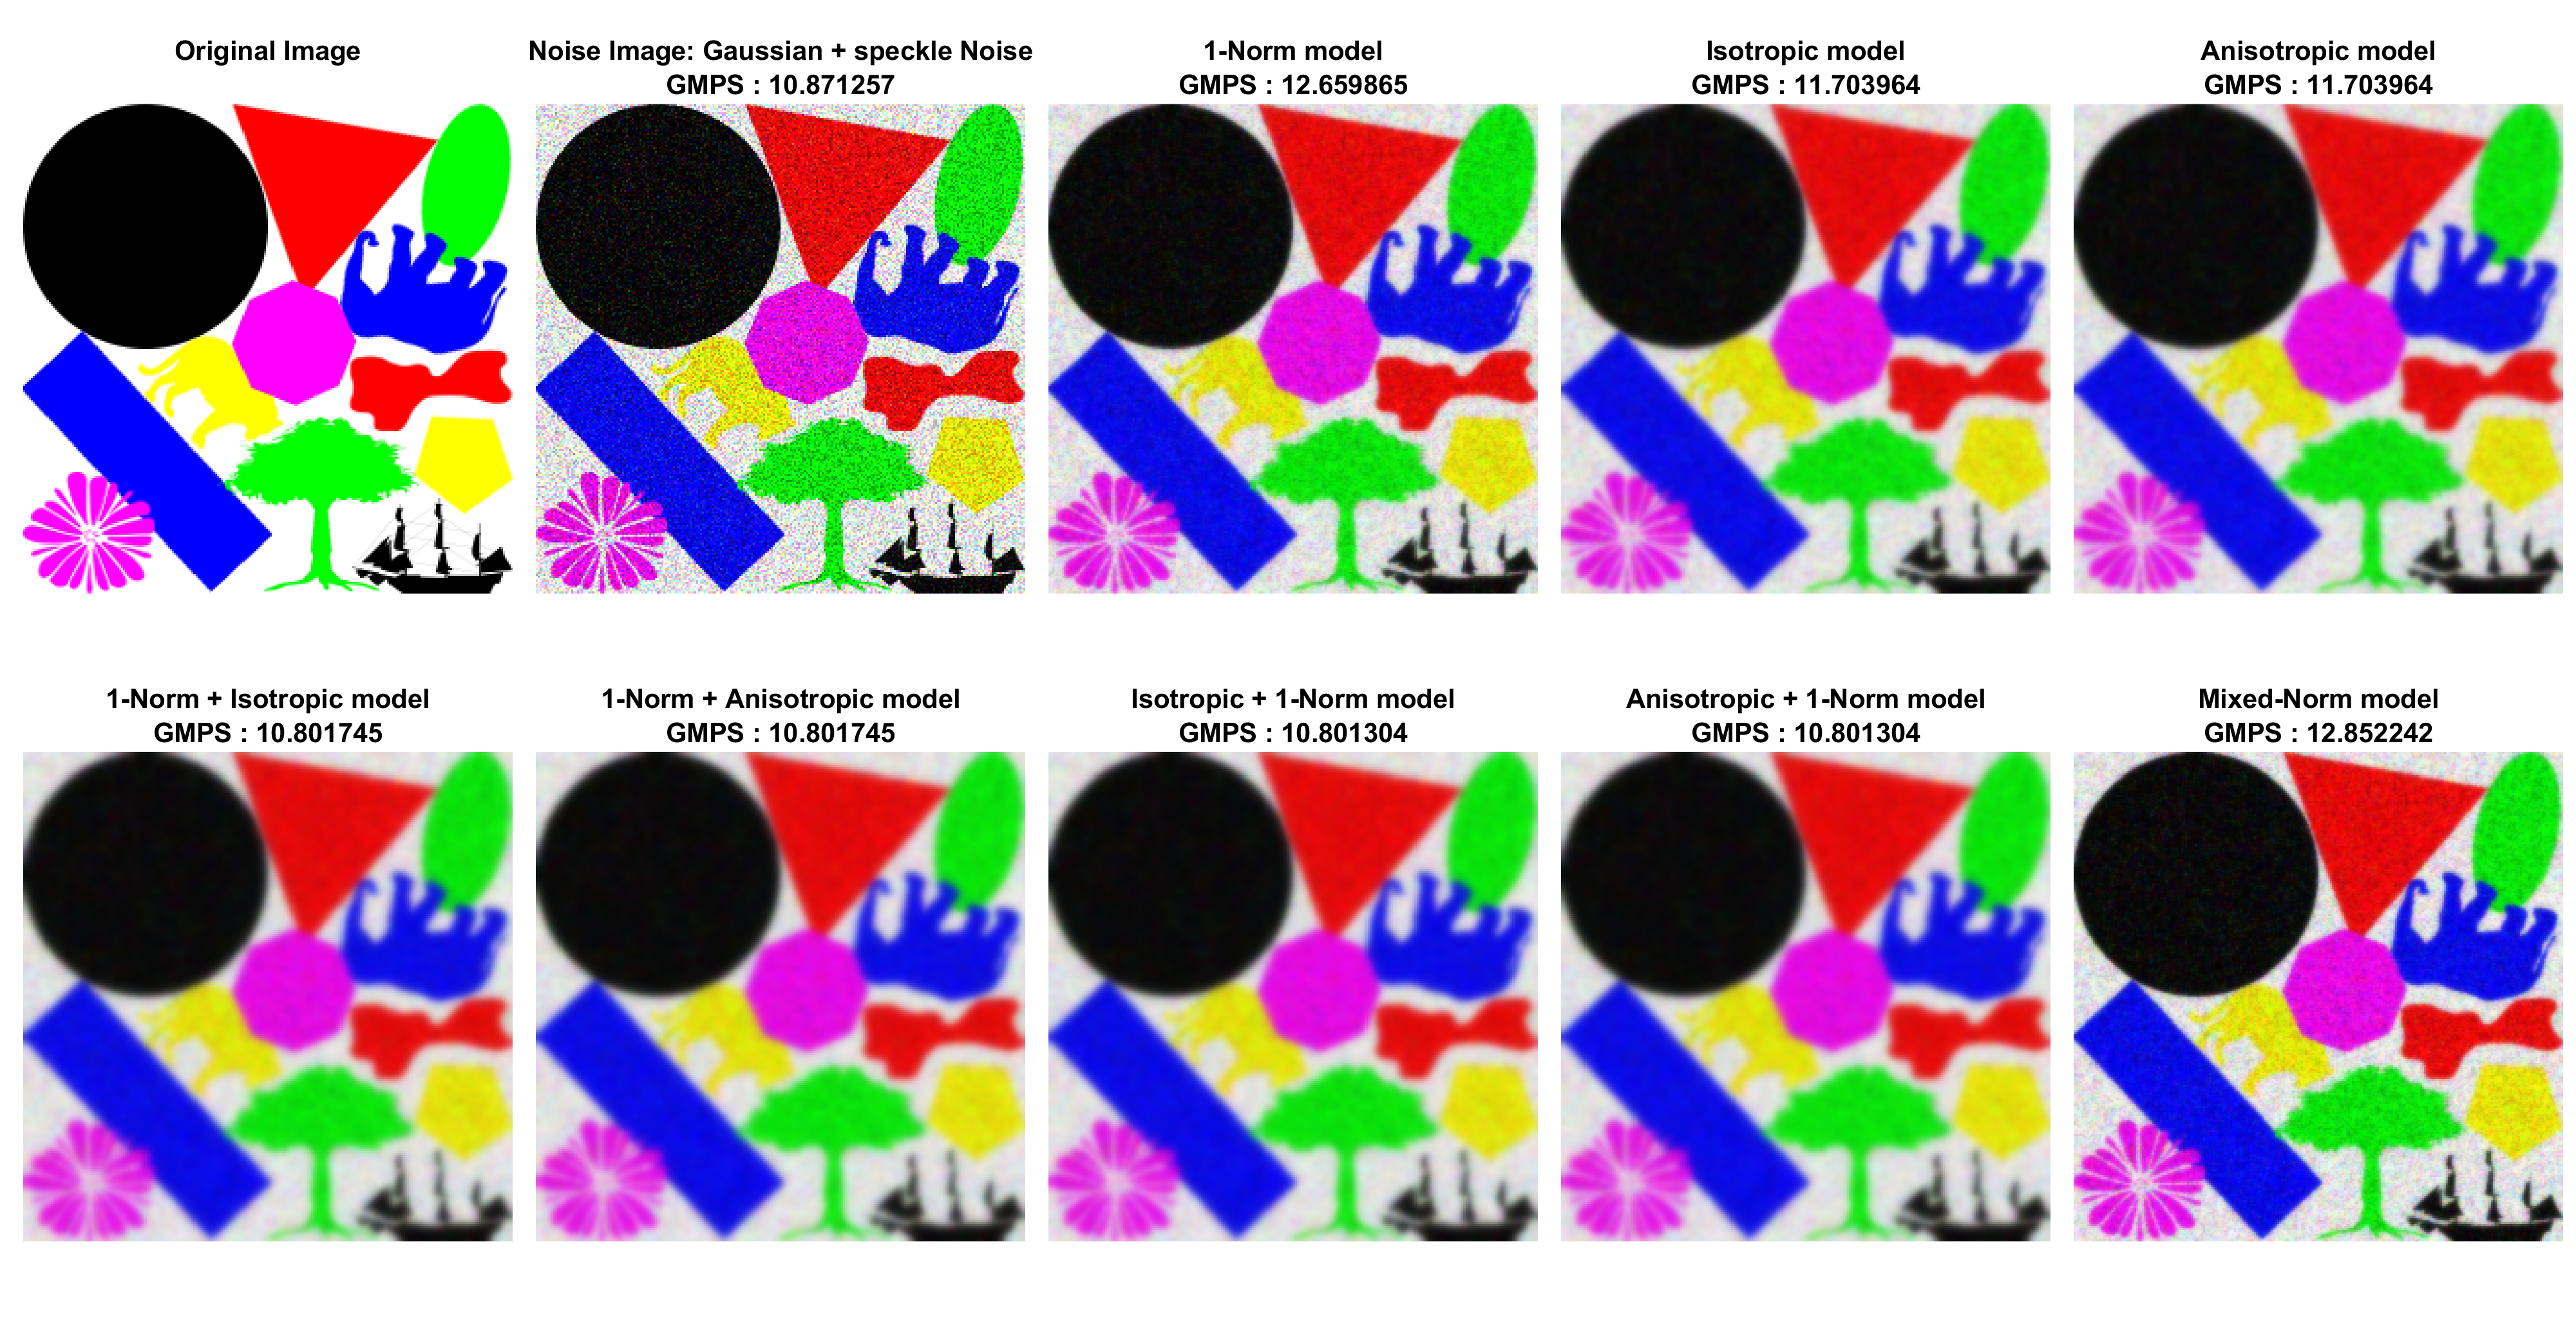 Original Image
Noise Image: Gaussian + speckle Noise
GMPS : 10.871257
1-Norm model
GMPS : 12.659865
Isotropic model
GMPS : 11.703964
Anisotropic model
GMPS : 11.703964
1-Norm + Isotropic model
GMPS : 10.801745
1-Norm + Anisotropic model
GMPS : 10.801745
Isotropic + 1-Norm model
GMPS : 10.801304
Anisotropic + 1-Norm model
GMPS : 10.801304
Mixed-Norm model
GMPS : 12.852242